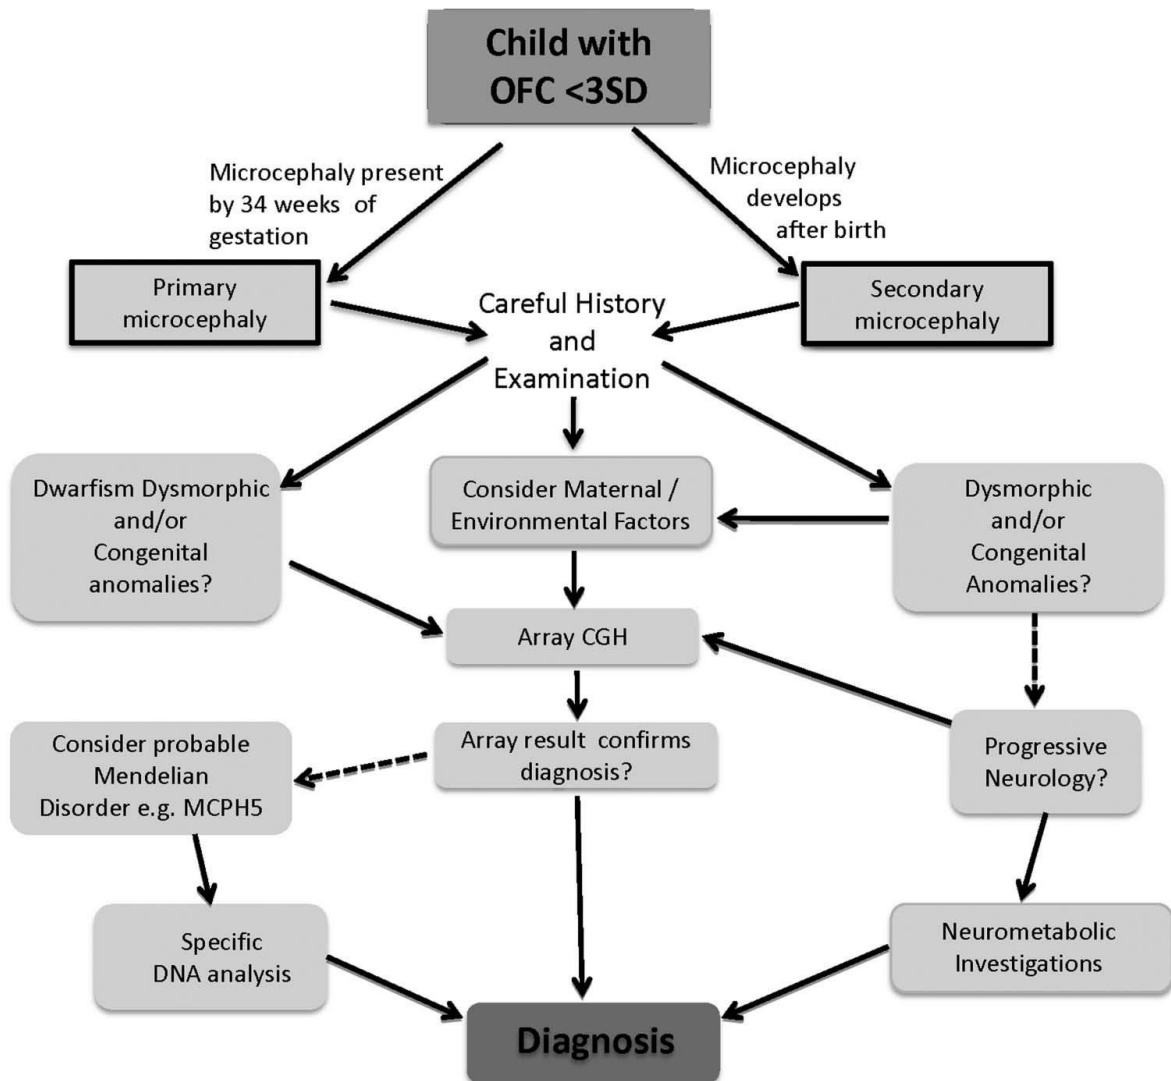 Child with
OFC <3SD
Microcephaly present
by 34 weeks of
gestation
Microcephaly
develops
after birth
Primary
microcephaly
Careful History
and
Examination
Secondary
microcephaly
Dwarfism Dysmorphic
and/or
Congenital
anomalies?
Consider Maternal /
Environmental Factors
Dysmorphic
and/or
Congenital
Anomalies?
Array CGH
Consider probable
Mendelian
Disorder e.g. MCPH5
Array result confirms
diagnosis?
Progressive
Neurology?
Specific
DNA analysis
Neurometabolic
Investigations
Diagnosis